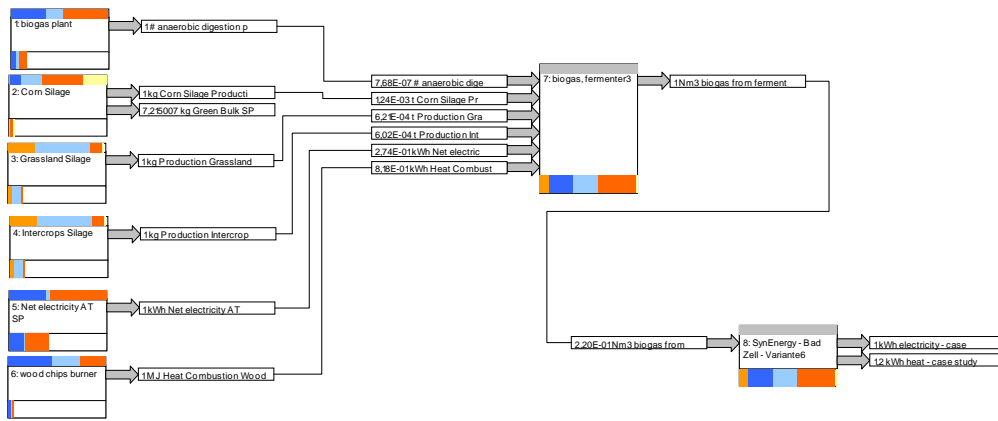 1: biogas plant
1# anaerobic digestion p
2: Corn Silage
1kg Corn Silage Producti
7,215007 kg Green Bulk SP
3: Grassland Silage
1kg Production Grassland
4: Intercrops Silage
1kg Production Intercrop
5: Net electricity AT
SP
1kWh Net electricity AT
6: wood chips burner
1MJ Heat Combustion Wood
7,68E-07 # anaerobic dige
1,24E-03 t Corn Silage Pr
6,21E-04 t Production Gra
6,02E-04 t Production Int
2,74E-01kWh Net electric
8,18E-01kWh Heat Combust
7: biogas, fermenter3
1Nm3 biogas from ferment
2,20E-01Nm3 biogas from
8: SynEnergy - Bad
Zell - Variante6
1kWh electricity - case
1,2 kWh heat - case study